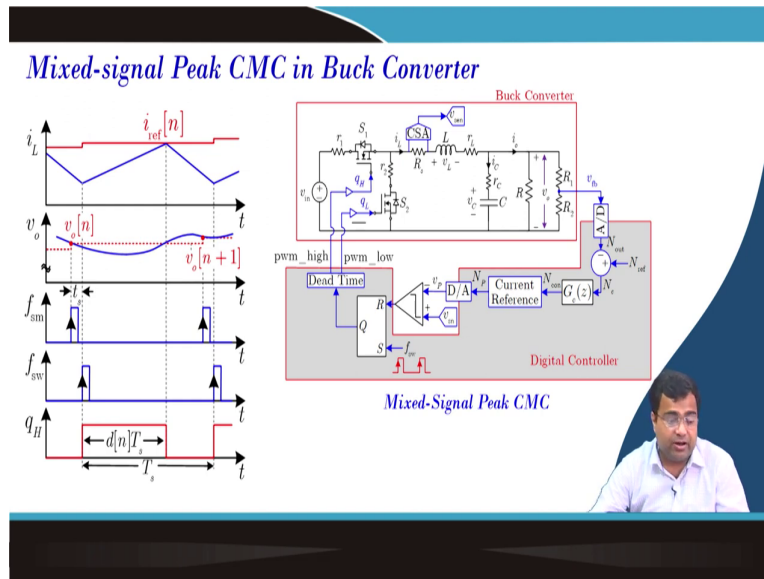 Mixed-signal Peak CMC in Buck Converter
i_L
i_ref[n]
t
v_o
v_o[n]
v_o[n+1]
t
t_s
f_sm
t
f_sw
t
q_H
d[n]T_s
T_s
t
Buck Converter
S_1
r_1
v_in
q_H
q_L
r_2
S_2
i_L
CSA
R_s
L
+ v_L −
r_L
i_o
i_C
r_C
+ v_C −
C
R
+ v_o −
R_1
R_2
v_fb
A/D
N_out
− +
N_ref
N_e
G_c(z)
N_con
Current
Reference
N_P
D/A
v_P
− +
pwm_high
pwm_low
Dead Time
R
Q
S
f_sw
Digital Controller
Mixed-Signal Peak CMC